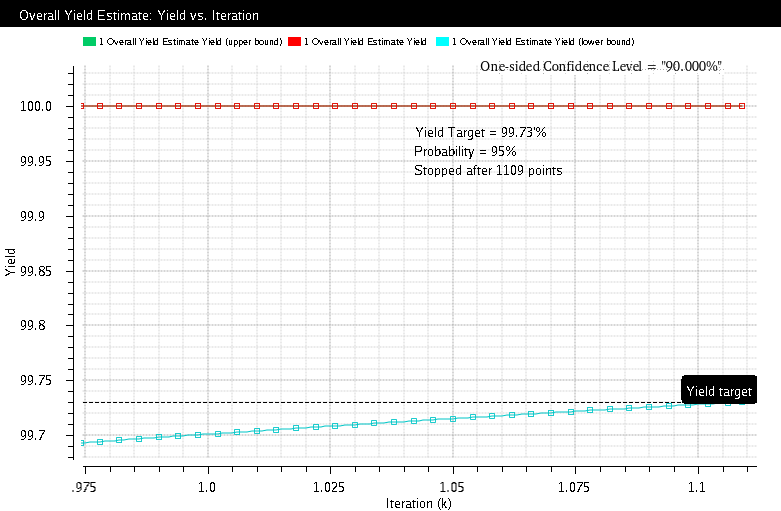 Overall Yield Estimate: Yield vs. Iteration
1 Overall Yield Estimate Yield (upper bound) 1 Overall Yield Estimate Yield 1 Overall Yield Estimate Yield (lower bound)
One-sided Confidence Level = "90.000%"
100.0
Yield Target = 99.73'%
Probability = 95%
99.95
Stopped after 1109 points
99.9
Yield
99.85
99.8
99.75
Yield target
99.7
.975 1.0 1.025 1.05 1.075 1.1
Iteration (k)